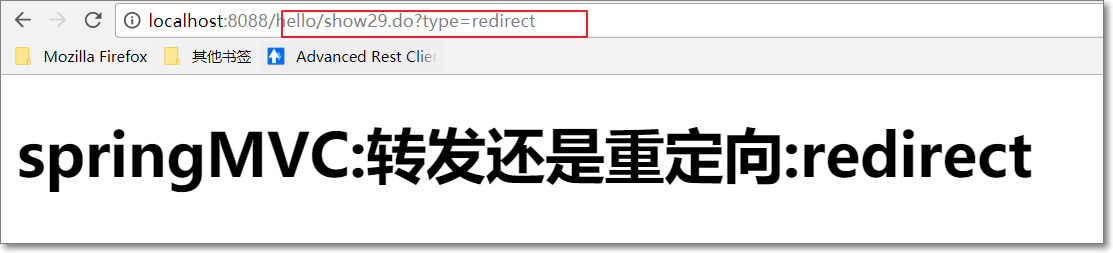 localhost:8088/hello/show29.do?type=redirect
Mozilla Firefox 其他书签 Advanced Rest Clie
springMVC:转发还是重定向:redirect